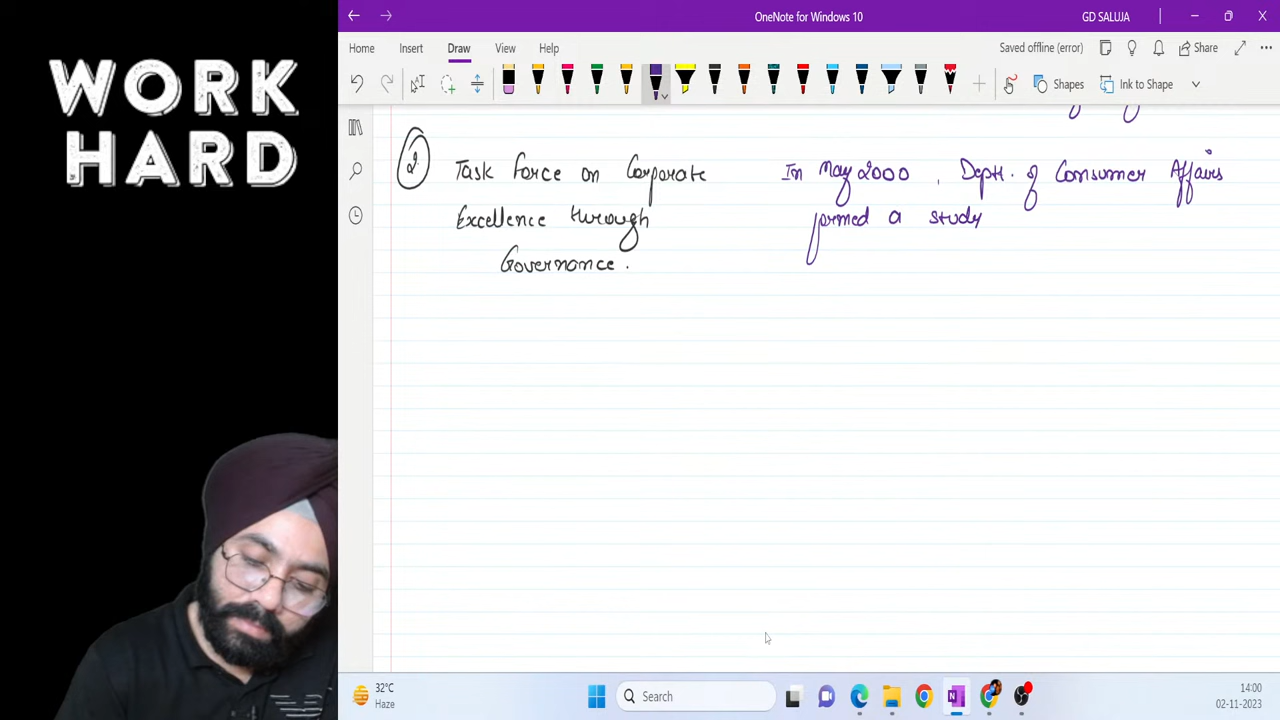 WORK
HARD
OneNote for Windows 10
GD SALUJA
Home Insert Draw View Help
Saved offline (error)
Share
Shapes
Ink to Shape
2. Task Force on Corporate In May 2000, Deptt. of Consumer Affairs
Excellence through formed a study
Governance.
32°C
Haze
Search
14:00
02-11-2023